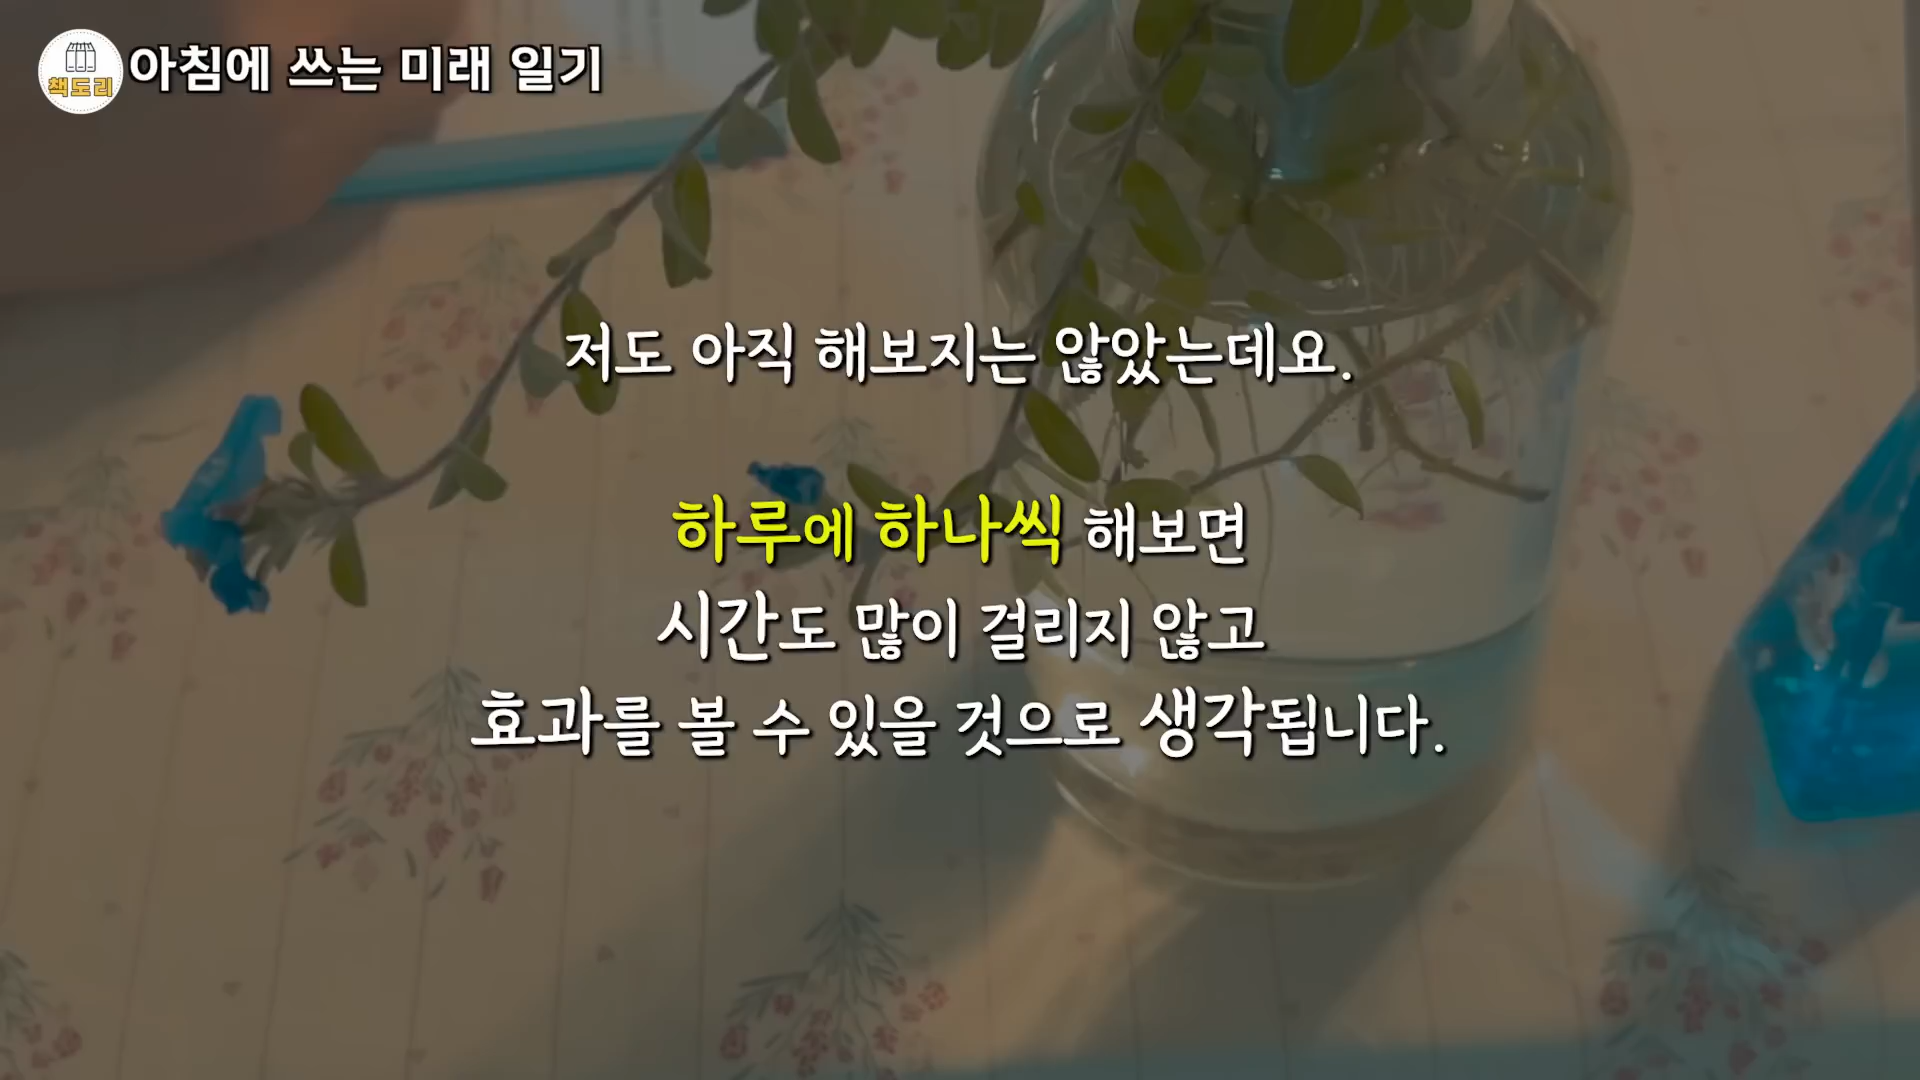 책도리
아침에 쓰는 미래 일기
저도 아직 해보지는 않았는데요.
하루에 하나씩 해보면
시간도 많이 걸리지 않고
효과를 볼 수 있을 것으로 생각됩니다.